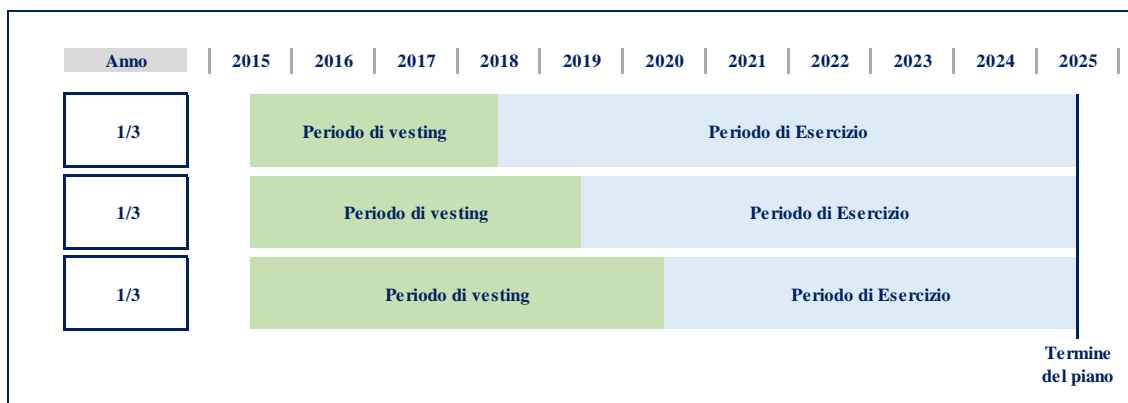 Anno 2015 2016 2017 2018 2019 2020 2021 2022 2023 2024 2025
1/3 Periodo di vesting Periodo di Esercizio
1/3 Periodo di vesting Periodo di Esercizio
1/3 Periodo di vesting Periodo di Esercizio
Termine
del piano